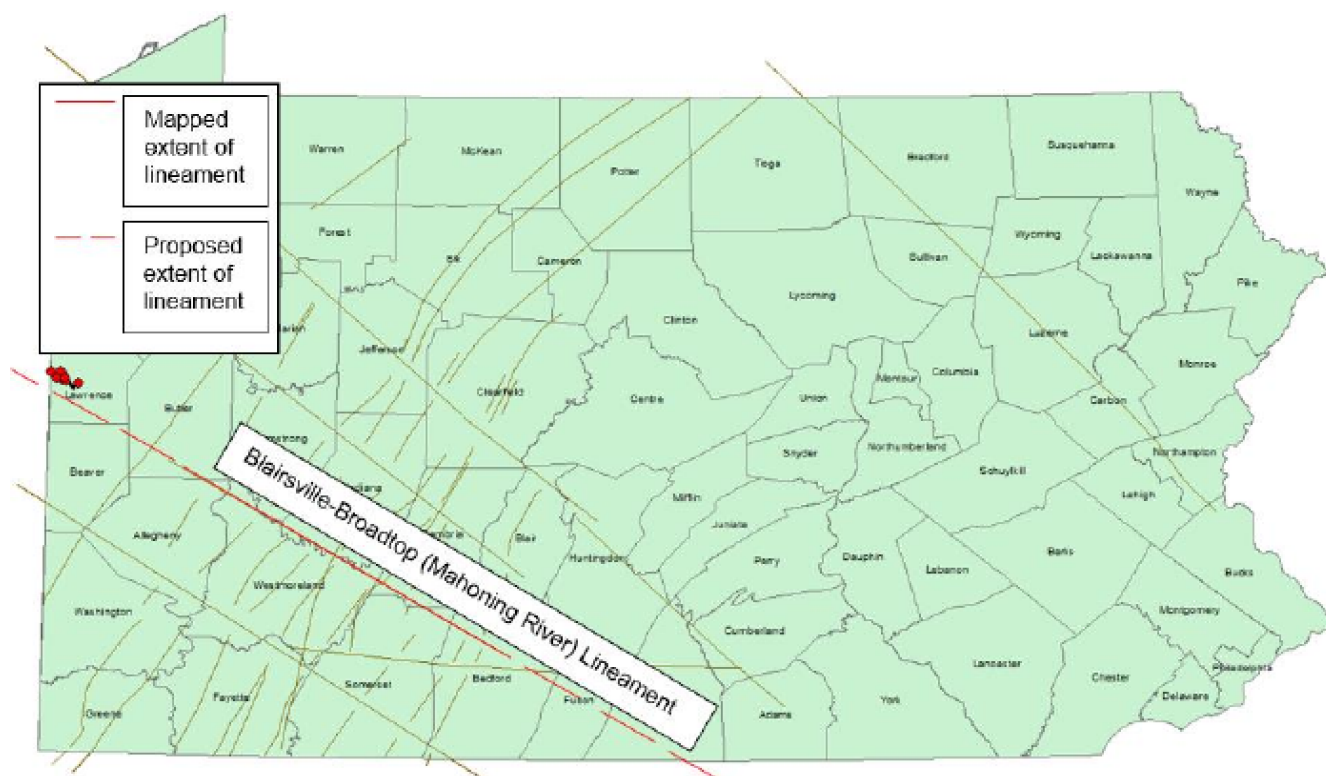 Mapped
extent of
lineament
Proposed
extent of
lineament
Warren
McKean
Potter
Tioga
Bradford
Susquehanna
Wayne
Forest
Elk
Cameron
Wyoming
Lackawanna
Sullivan
Pike
Lycoming
Clinton
Luzerne
Jefferson
Monroe
Lawrence
Butler
Clearfield
Centre
Union
Montour
Columbia
Carbon
Snyder
Northumberland
Northampton
Beaver
Schuylkill
Lehigh
Mifflin
Juniata
Allegheny
Blair
Huntingdon
Perry
Dauphin
Lebanon
Berks
Bucks
Westmoreland
Washington
Cumberland
Montgomery
Blairsville-Broadtop (Mahoning River) Lineament
Lancaster
Chester
Philadelphia
Delaware
Greene
Fayette
Somerset
Bedford
Fulton
Adams
York